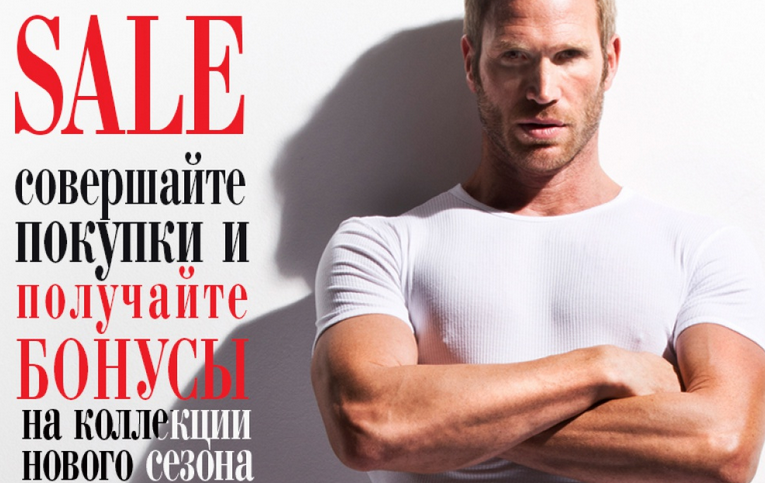 SALE
совершайте
ПОКУПКИ И
получайте
БОНУСЫ
на коллекции
нового сезона